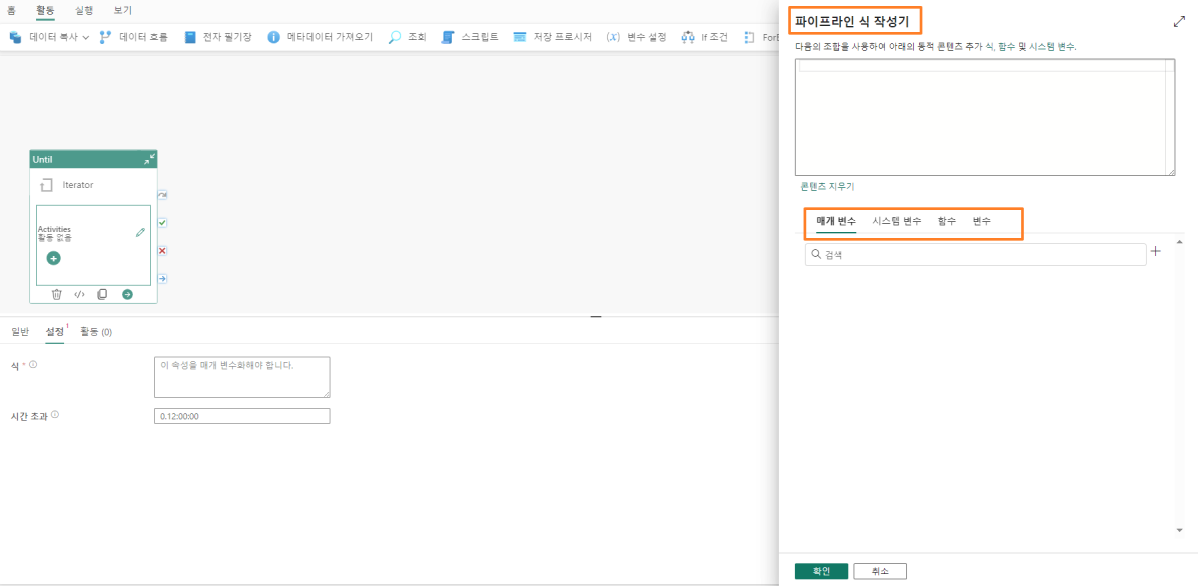 홈 활동 실행 보기
데이터 복사 데이터 흐름 전자 필기장 메타데이터 가져오기 조회 스크립트 저장 프로시저 (x) 변수 설정 If 조건 ForE
Until
Iterator
Activities
활동 없음
일반 설정 1 활동 (0)
식 * 이 속성을 매개 변수화해야 합니다.
시간 초과 0.12:00:00
파이프라인 식 작성기
다음의 조합을 사용하여 아래의 동적 콘텐츠 추가 식, 함수 및 시스템 변수.
콘텐츠 지우기
매개 변수 시스템 변수 함수 변수
검색
확인 취소